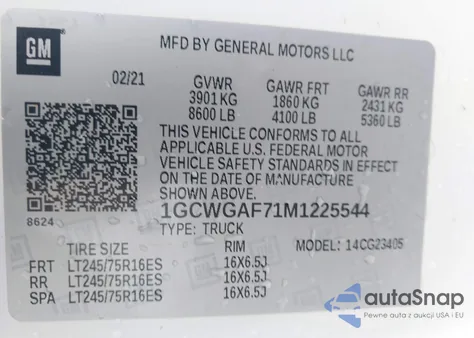 GM
MFD BY GENERAL MOTORS LLC
02/21 GVWR GAWR FRT GAWR RR
3901 KG 1860 KG 2431 KG
8600 LB 4100 LB 5360 LB
THIS VEHICLE CONFORMS TO ALL
APPLICABLE U.S. FEDERAL MOTOR
VEHICLE SAFETY STANDARDS IN EFFECT
ON THE DATE OF MANUFACTURE
SHOWN ABOVE.
8624 1GCWGAF71M1225544
TYPE: TRUCK MODEL: 14CG23405
TIRE SIZE RIM
FRT LT245/75R16ES 16X6.5J
RR LT245/75R16ES 16X6.5J
SPA LT245/75R16ES 16X6.5J
autoSnap
Pewne auta z aukcji USA i EU